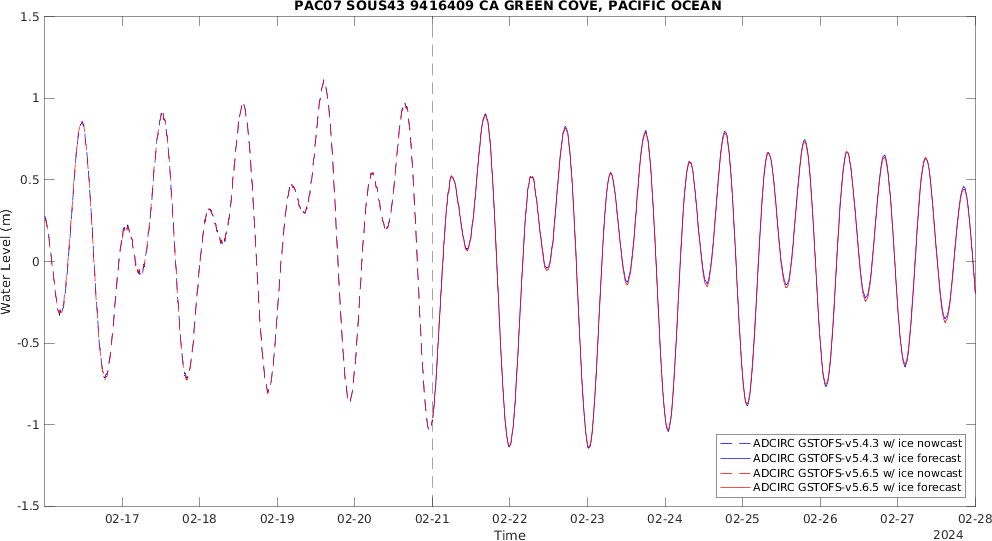 PAC07 SOUS43 9416409 CA GREEN COVE, PACIFIC OCEAN
1.5
1
0.5
0
-0.5
-1
-1.5
Water Level (m)
ADCIRC GSTOFS-v5.4.3 w/ ice nowcast
ADCIRC GSTOFS-v5.4.3 w/ ice forecast
ADCIRC GSTOFS-v5.6.5 w/ ice nowcast
ADCIRC GSTOFS-v5.6.5 w/ ice forecast
02-17 02-18 02-19 02-20 02-21 02-22 02-23 02-24 02-25 02-26 02-27 02-28
Time
2024